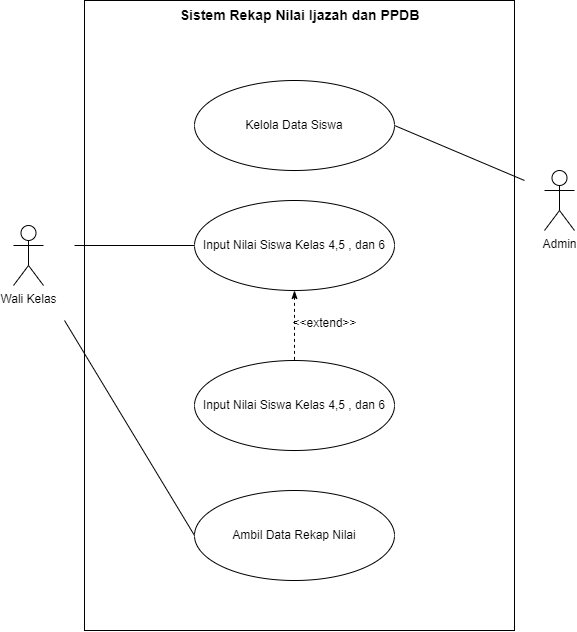 Sistem Rekap Nilai Ijazah dan PPDB
Kelola Data Siswa
Admin
Input Nilai Siswa Kelas 4,5 , dan 6
Wali Kelas
<<extend>>
Input Nilai Siswa Kelas 4,5 , dan 6
Ambil Data Rekap Nilai